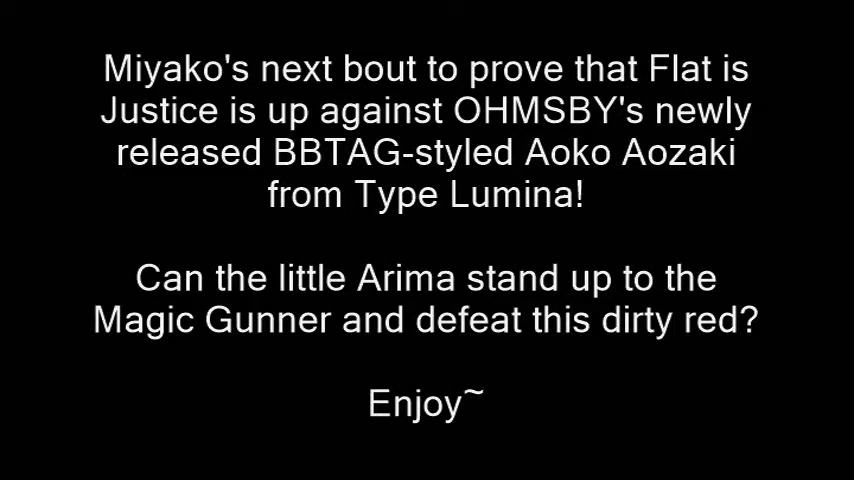 Miyako's next bout to prove that Flat is
Justice is up against OHMSBY's newly
released BBTAG-styled Aoko Aozaki
from Type Lumina!
Can the little Arima stand up to the
Magic Gunner and defeat this dirty red?
Enjoy~